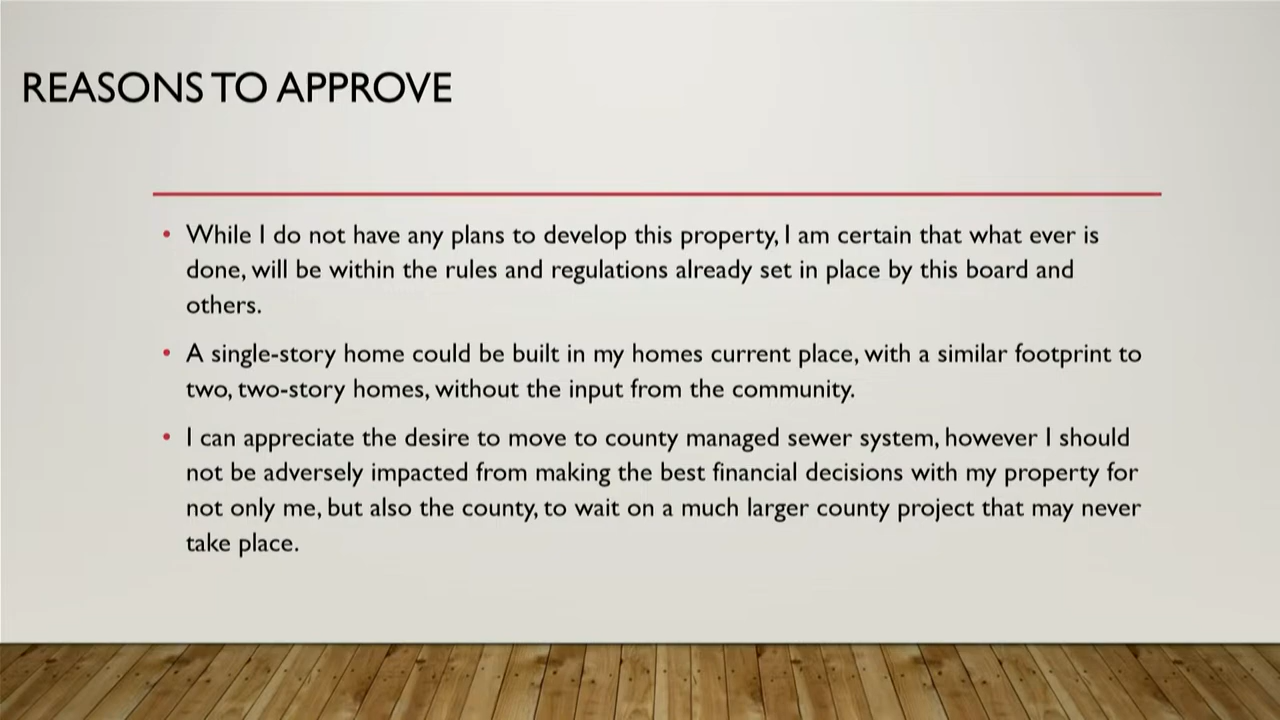 REASONS TO APPROVE
• While I do not have any plans to develop this property, I am certain that what ever is
done, will be within the rules and regulations already set in place by this board and
others.
• A single-story home could be built in my homes current place, with a similar footprint to
two, two-story homes, without the input from the community.
• I can appreciate the desire to move to county managed sewer system, however I should
not be adversely impacted from making the best financial decisions with my property for
not only me, but also the county, to wait on a much larger county project that may never
take place.